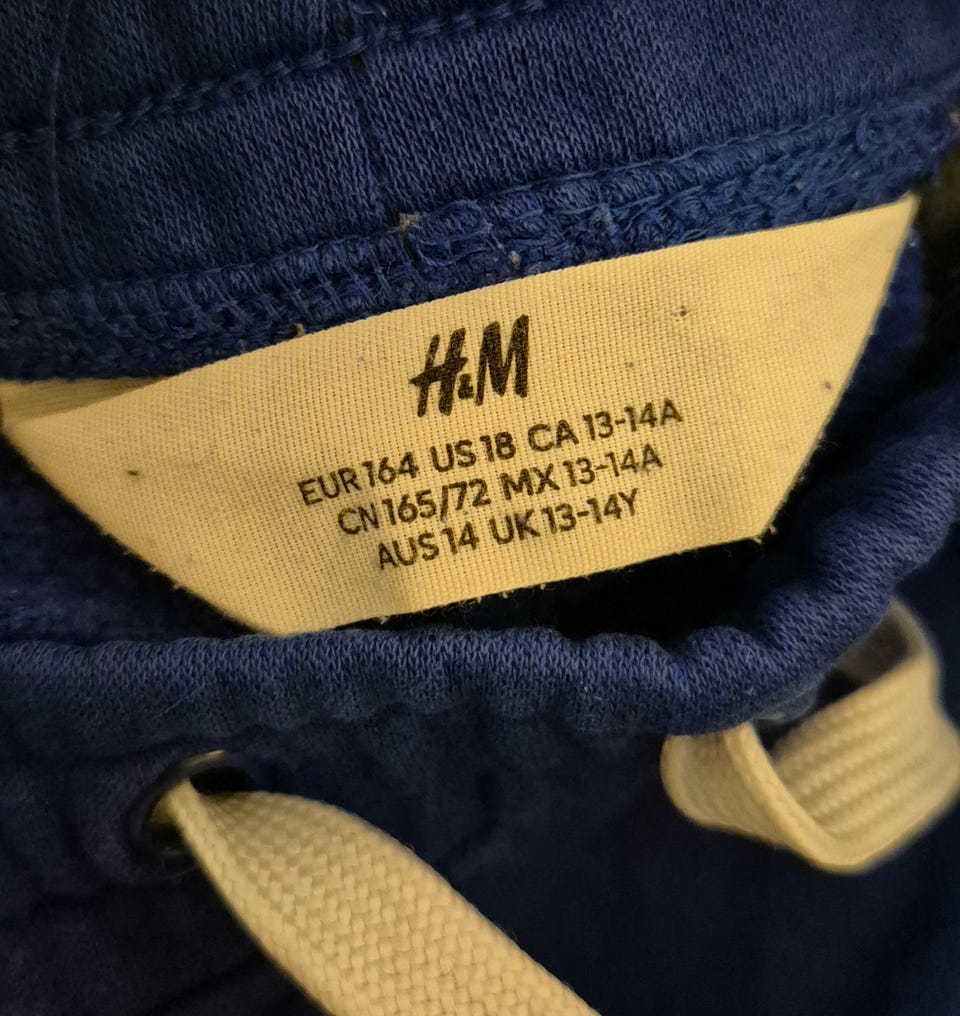 H&M
EUR 164 US 18 CA 13-14A
CN 165/72 MX 13-14A
AUS 14 UK 13-14Y